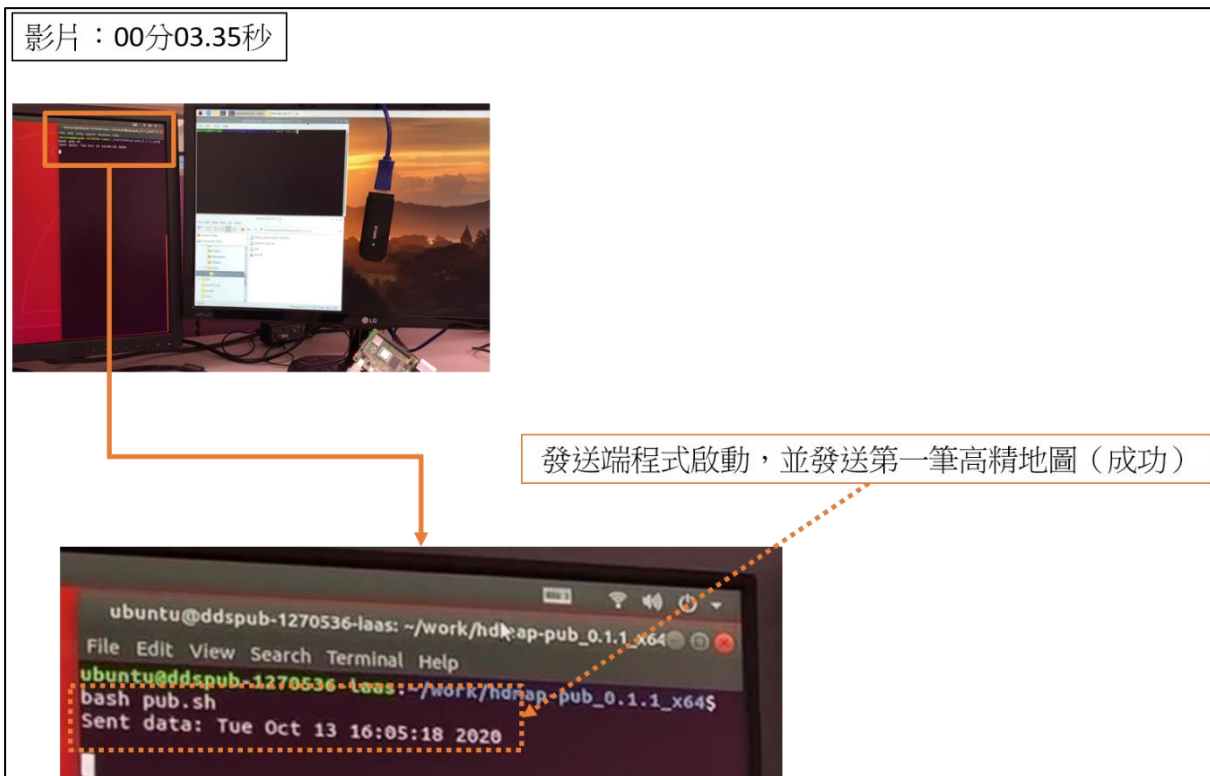 影片：00分03.35秒
LG
發送端程式啟動，並發送第一筆高精地圖（成功）
ubuntu@ddspub-1270536-iaas: ~/work/hdmap-pub_0.1.1_x64
File Edit View Search Terminal Help
ubuntu@ddspub-1270536-iaas:~/work/hdmap-pub_0.1.1_x64$
bash pub.sh
Sent data: Tue Oct 13 16:05:18 2020